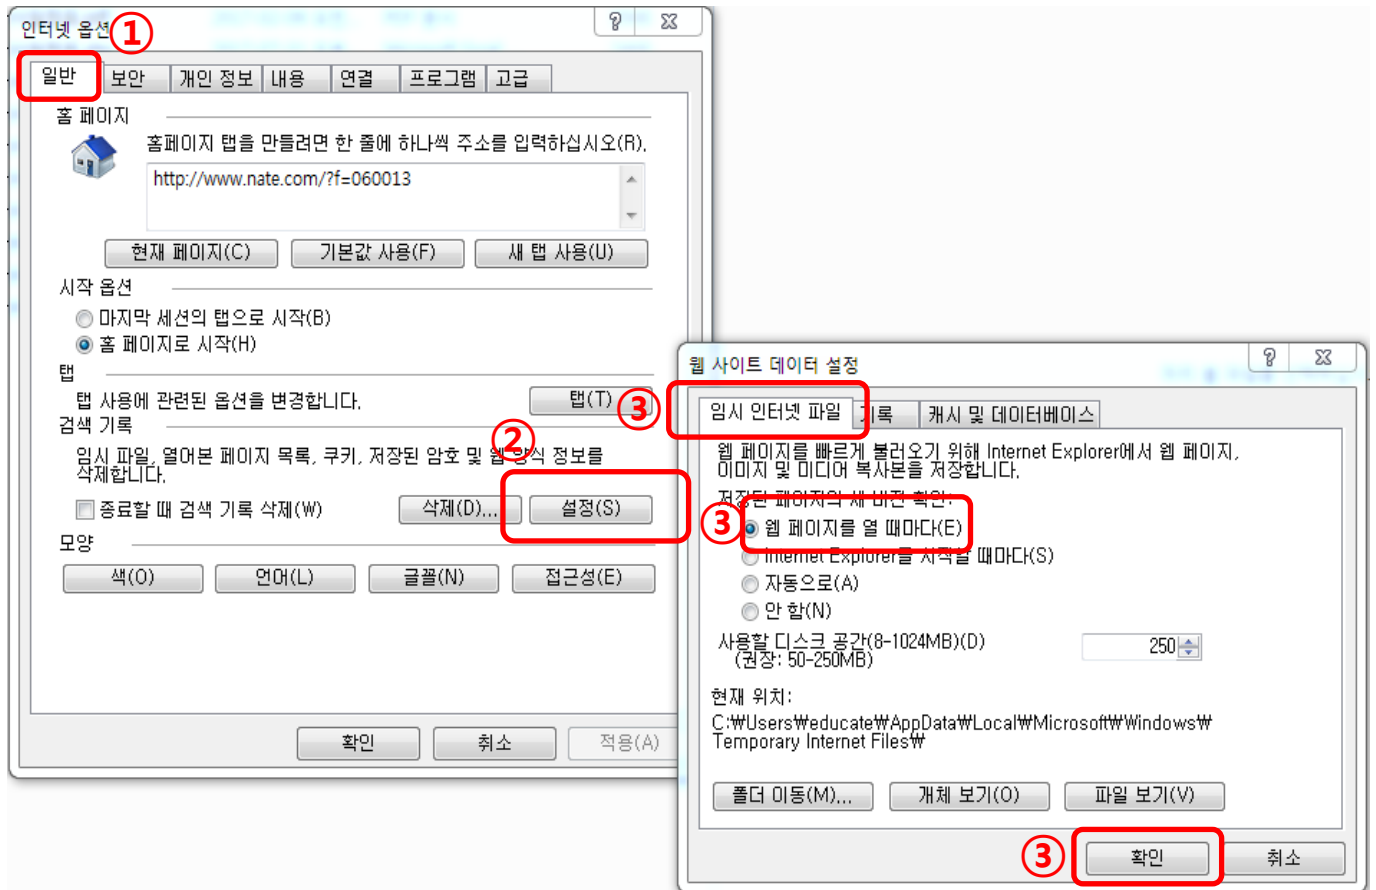 인터넷 옵션
①
일반 보안 개인 정보 내용 연결 프로그램 고급
홈 페이지
홈페이지 탭을 만들려면 한 줄에 하나씩 주소를 입력하십시오(R).
http://www.nate.com/?f=060013
현재 페이지(C) 기본값 사용(F) 새 탭 사용(U)
시작 옵션
마지막 세션의 탭으로 시작(B)
홈 페이지로 시작(H)
탭
탭 사용에 관련된 옵션을 변경합니다.
탭(T)
검색 기록
②
임시 파일, 열어본 페이지 목록, 쿠키, 저장된 암호 및 웹 양식 정보를
삭제합니다.
종료할 때 검색 기록 삭제(W)
삭제(D)... 설정(S)
모양
색(O) 언어(L) 글꼴(N) 접근성(E)
확인 취소 적용(A)
웹 사이트 데이터 설정
③
임시 인터넷 파일 기록 캐시 및 데이터베이스
웹 페이지를 빠르게 불러오기 위해 Internet Explorer에서 웹 페이지,
이미지 및 미디어 복사본을 저장합니다.
저장된 페이지의 새 버전 확인:
③
웹 페이지를 열 때마다(E)
Internet Explorer를 시작할 때마다(S)
자동으로(A)
안 함(N)
사용할 디스크 공간(8-1024MB)(D)
(권장: 50-250MB)
250
현재 위치:
C:₩Users₩educate₩AppData₩Local₩Microsoft₩Windows₩
Temporary Internet Files₩
폴더 이동(M)... 개체 보기(O) 파일 보기(V)
③
확인 취소